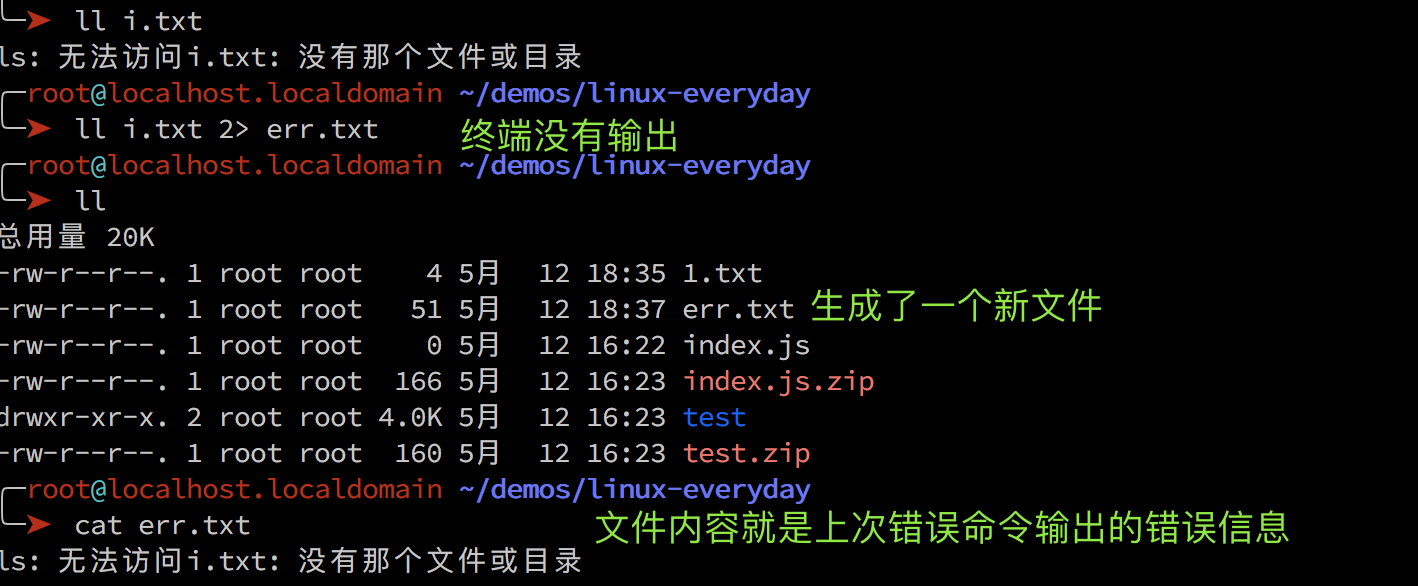 ➤ ll i.txt
ls: 无法访问i.txt: 没有那个文件或目录
root@localhost.localdomain ~/demos/linux-everyday
➤ ll i.txt 2> err.txt 终端没有输出
root@localhost.localdomain ~/demos/linux-everyday
➤ ll
总用量 20K
-rw-r--r--. 1 root root 4 5月 12 18:35 1.txt
-rw-r--r--. 1 root root 51 5月 12 18:37 err.txt 生成了一个新文件
-rw-r--r--. 1 root root 0 5月 12 16:22 index.js
-rw-r--r--. 1 root root 166 5月 12 16:23 index.js.zip
drwxr-xr-x. 2 root root 4.0K 5月 12 16:23 test
-rw-r--r--. 1 root root 160 5月 12 16:23 test.zip
root@localhost.localdomain ~/demos/linux-everyday
➤ cat err.txt 文件内容就是上次错误命令输出的错误信息
ls: 无法访问i.txt: 没有那个文件或目录